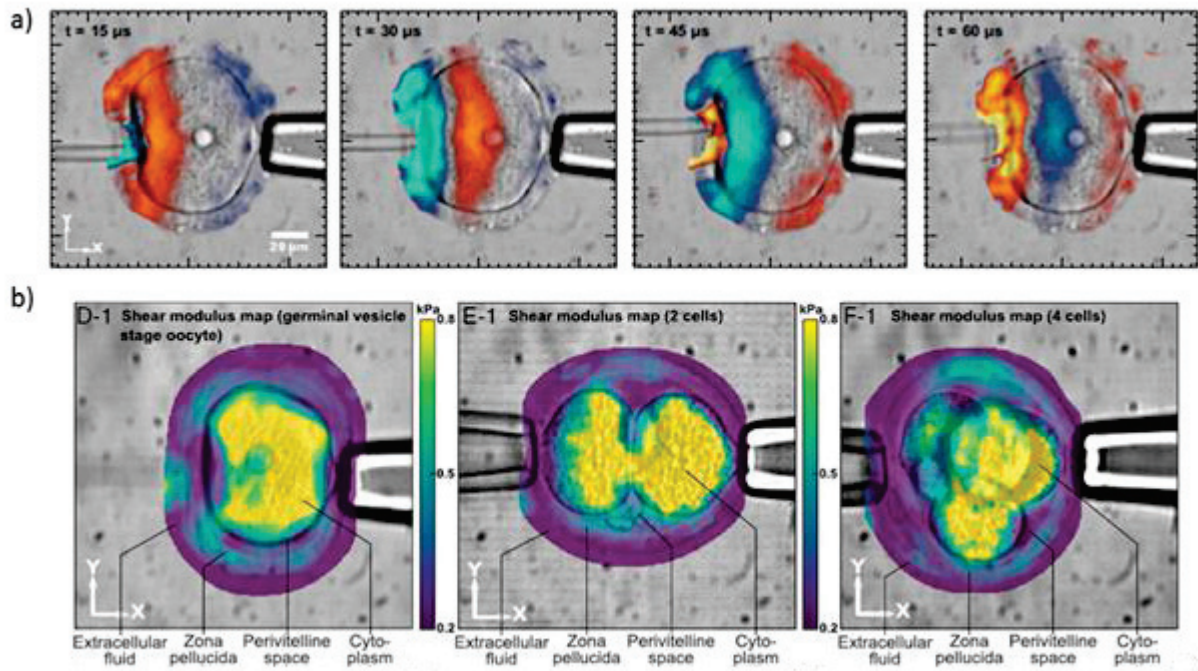 a)
t = 15 µs
t = 30 µs
t = 45 µs
t = 60 µs
Y
X
20 µm
b)
D-1 Shear modulus map (germinal vesicle
stage oocyte)
kPa
0.8
0.5
0.2
E-1 Shear modulus map (2 cells)
kPa
0.8
0.5
0.2
F-1 Shear modulus map (4 cells)
Y
X
Y
X
Y
X
Extracellular
fluid
Zona
pellucida
Perivitelline
space
Cyto-
plasm
Extracellular
fluid
Zona
pellucida
Perivitelline
space
Cyto-
plasm
Extracellular
fluid
Zona
pellucida
Perivitelline
space
Cyto-
plasm